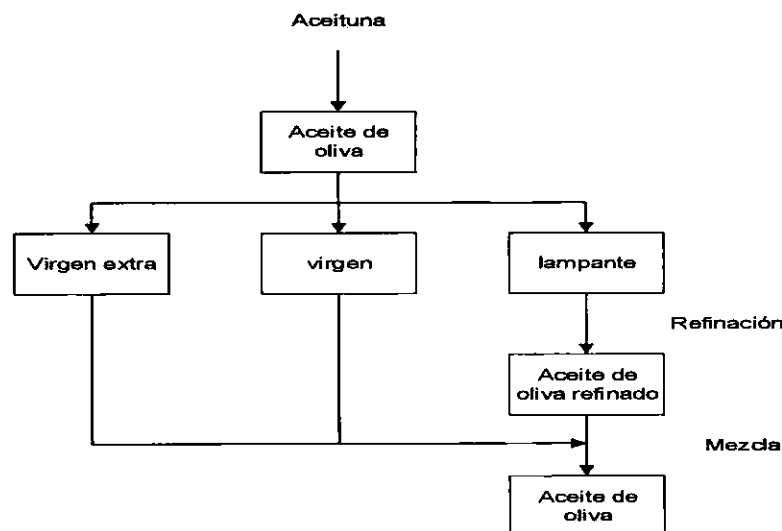 Aceituna
Aceite de
oliva
Virgen extra
virgen
lampante
Refinación
Aceite de
oliva refinado
Mezcla
Aceite de
oliva